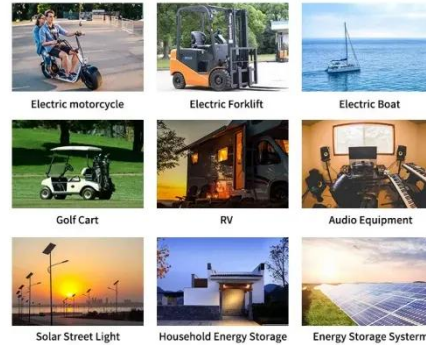 Electric motorcycle
Electric Forklift
Electric Boat
Golf Cart
RV
Audio Equipment
Solar Street Light
Household Energy Storage
Energy Storage Systerm